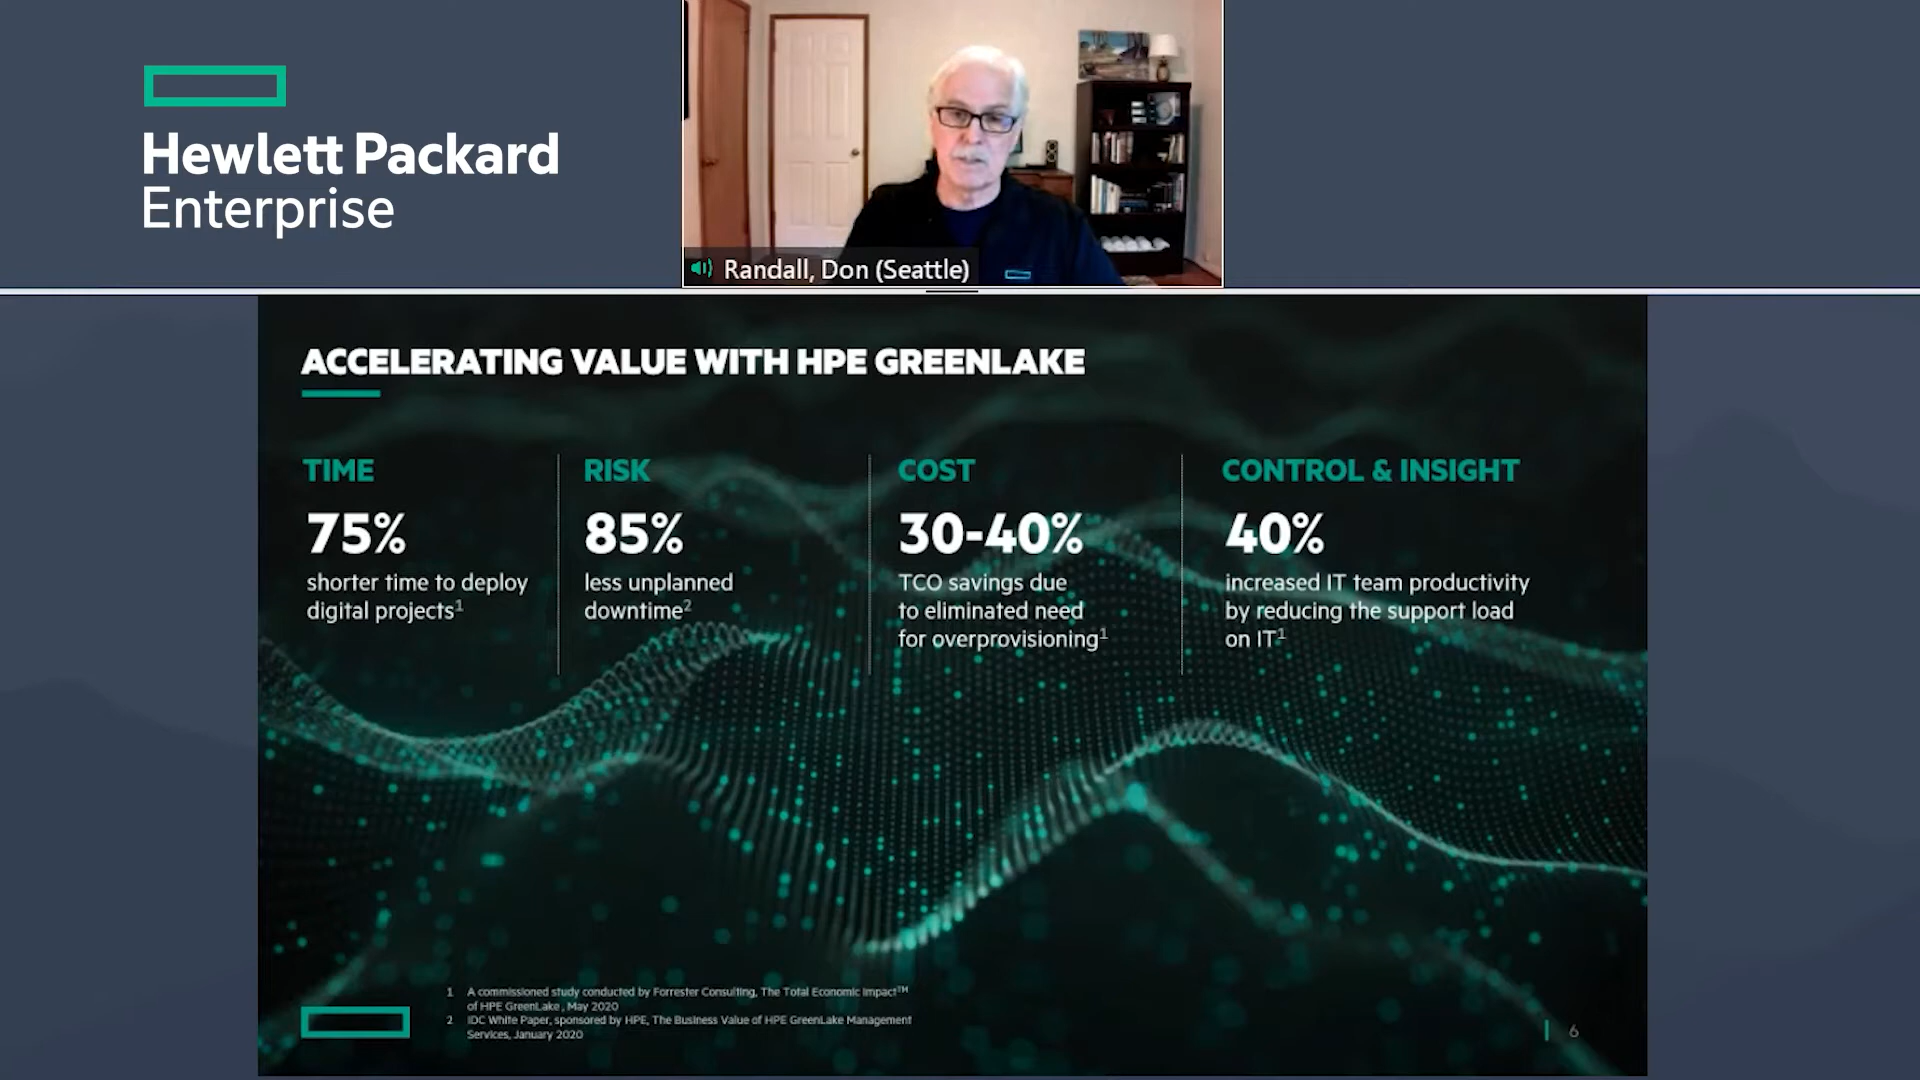 Hewlett Packard
Enterprise
Randall, Don (Seattle)
ACCELERATING VALUE WITH HPE GREENLAKE
TIME
75%
shorter time to deploy
digital projects1
RISK
85%
less unplanned
downtime2
COST
30-40%
TCO savings due
to eliminated need
for overprovisioning1
CONTROL & INSIGHT
40%
increased IT team productivity
by reducing the support load
on IT1
1 A commissioned study conducted by Forrester Consulting, The Total Economic Impact™
of HPE GreenLake, May 2020
2 IDC White Paper, sponsored by HPE, The Business Value of HPE GreenLake Management
Services, January 2020
6